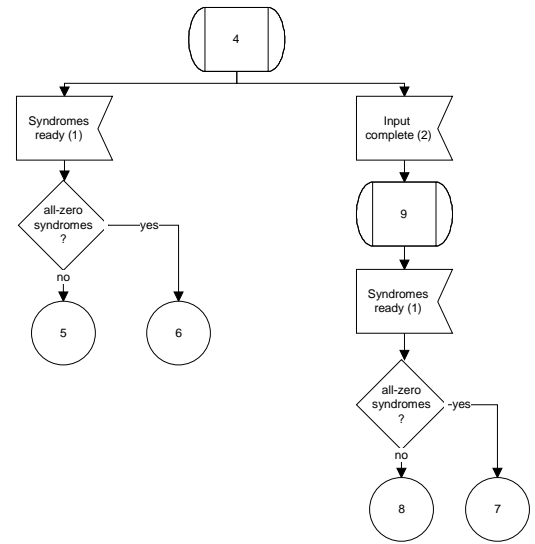 4
Syndromes
ready (1)
Input
complete (2)
all-zero
syndromes
?
yes
no
5
6
9
Syndromes
ready (1)
all-zero
syndromes
?
yes
no
8
7